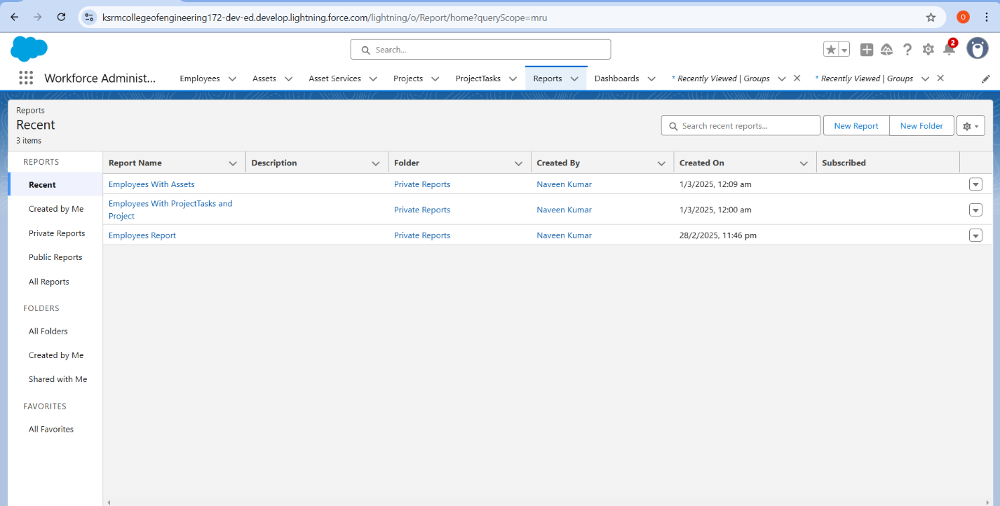 ksrmcollegeofengineering172-dev-ed.develop.lightning.force.com/lightning/o/Report/home?queryScope=mru
O
Search...
2
Workforce Administ...
Employees
Assets
Asset Services
Projects
ProjectTasks
Reports
Dashboards
* Recently Viewed | Groups
* Recently Viewed | Groups
Reports
Recent
3 items
Search recent reports...
New Report
New Folder
REPORTS
Recent
Created by Me
Private Reports
Public Reports
All Reports
FOLDERS
All Folders
Created by Me
Shared with Me
FAVORITES
All Favorites
Report Name Description Folder Created By Created On Subscribed
Employees With Assets Private Reports Naveen Kumar 1/3/2025, 12:09 am
Employees With ProjectTasks and
Project Private Reports Naveen Kumar 1/3/2025, 12:00 am
Employees Report Private Reports Naveen Kumar 28/2/2025, 11:46 pm